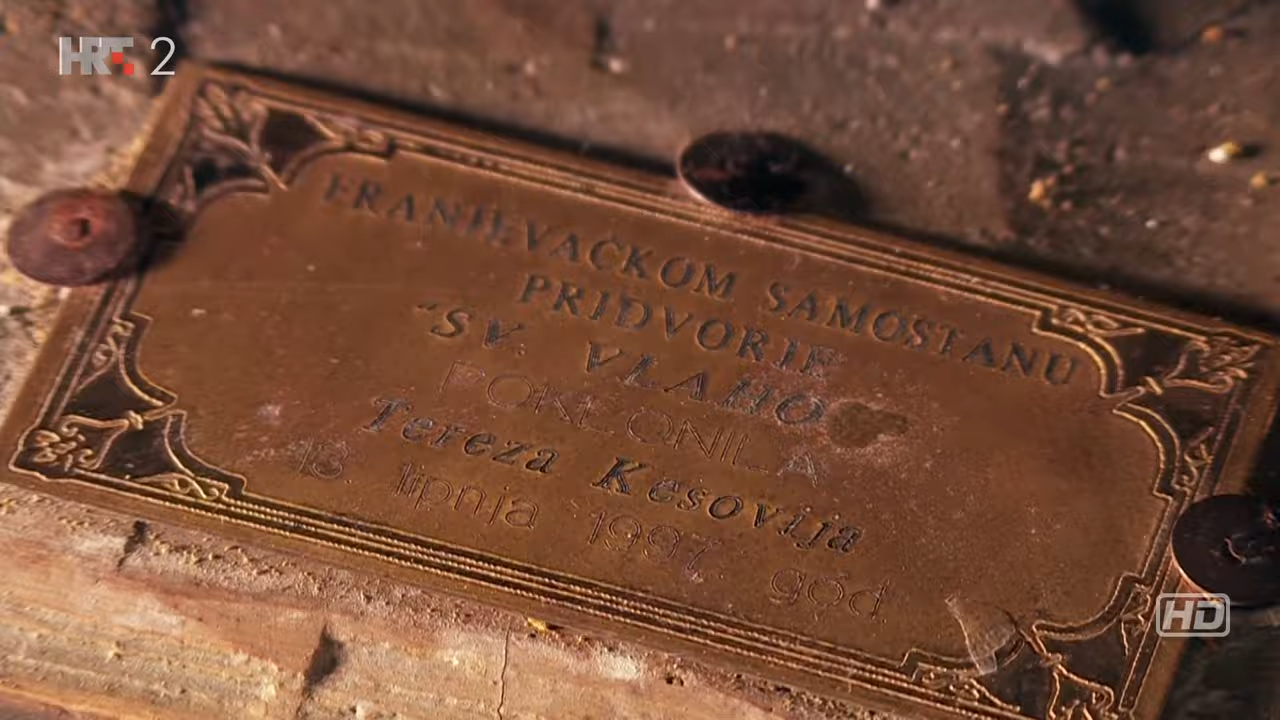 HRT 2
FRANJEVAČKOM SAMOSTANU
PRIDVORJE
"SV. VLAHO
POKLONILA
Tereza Kesovija
13. lipnja 1997. god
HD